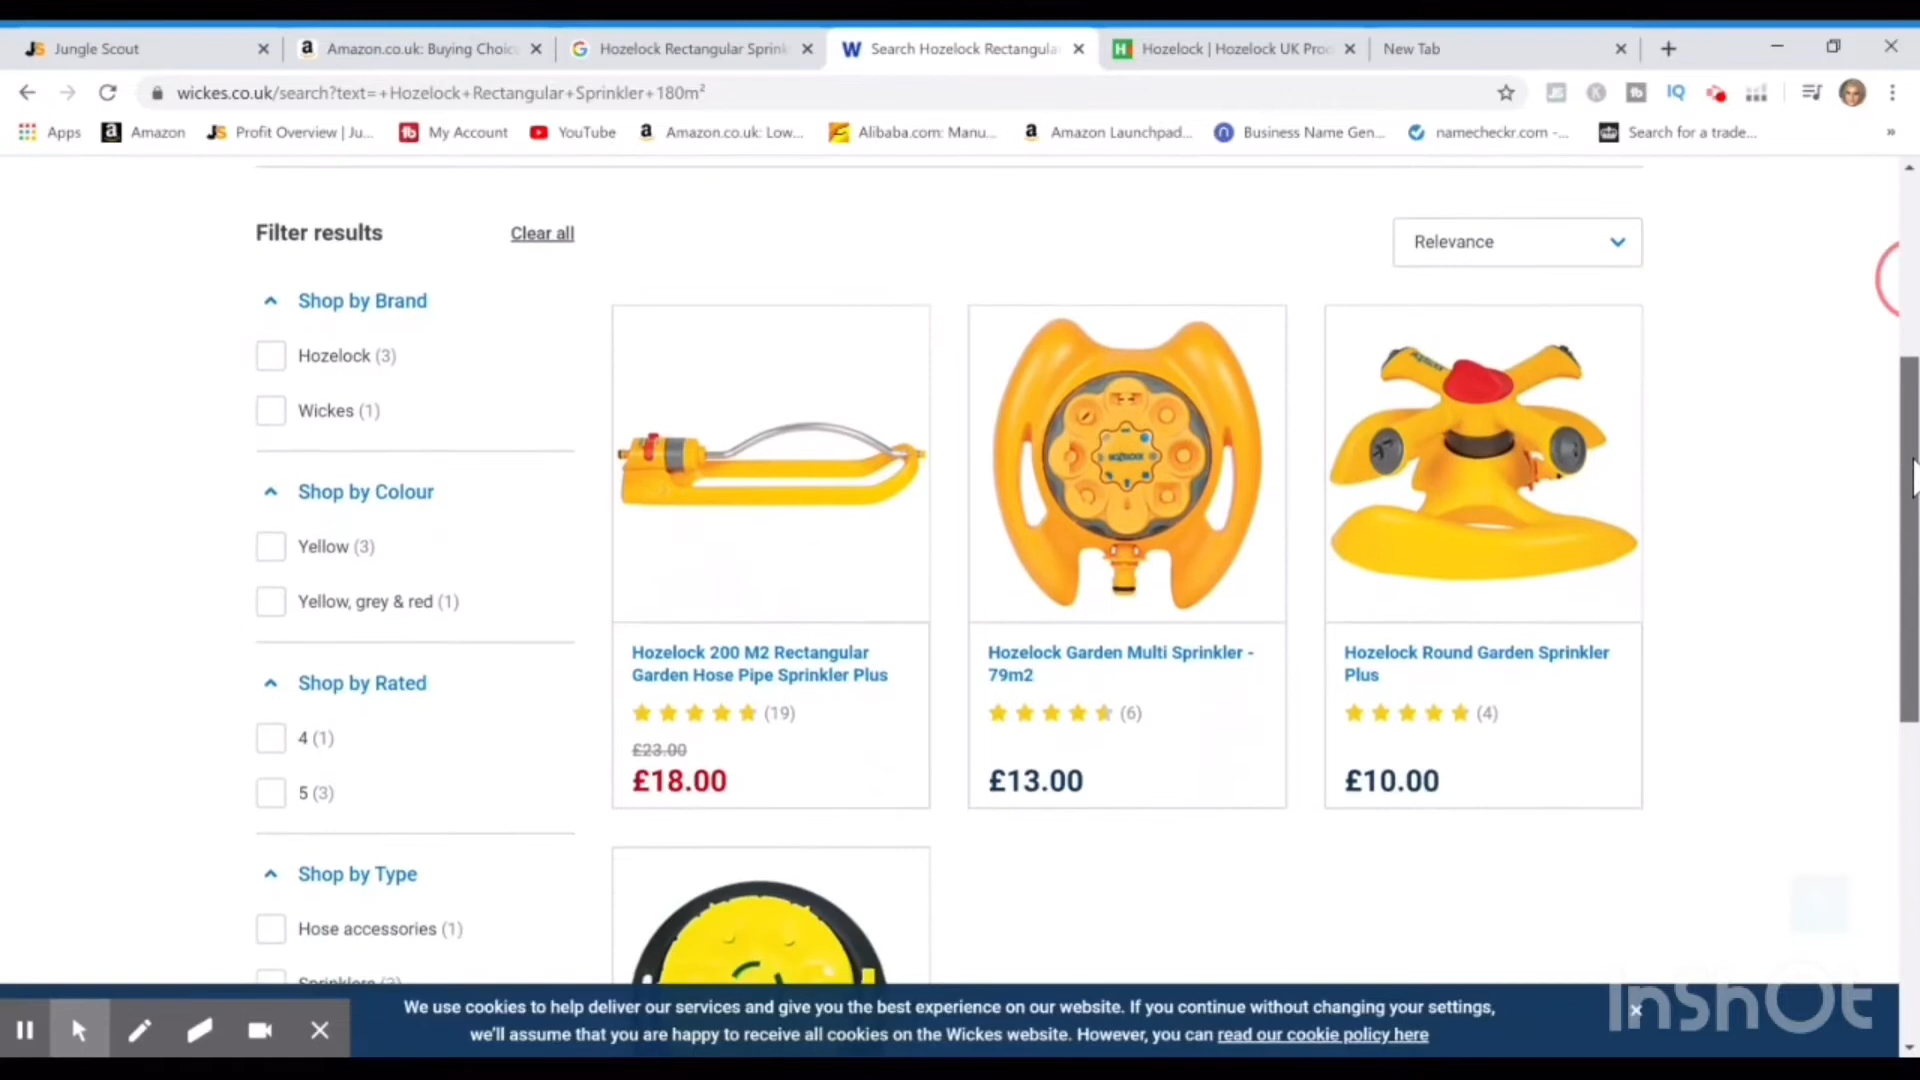 Jungle Scout
Amazon.co.uk: Buying Choic
Hozelock Rectangular Sprink
Search Hozelock Rectangula
Hozelock | Hozelock UK Pro
New Tab
wickes.co.uk/search?text=+Hozelock+Rectangular+Sprinkler+180m²
IQ
Apps
Amazon
Profit Overview | Ju...
My Account
YouTube
Amazon.co.uk: Low...
Alibaba.com: Manu...
Amazon Launchpad...
Business Name Gen...
namecheckr.com -...
Search for a trade...
Filter results
Clear all
Relevance
Shop by Brand
Hozelock (3)
Wickes (1)
Shop by Colour
Yellow (3)
Yellow, grey & red (1)
Shop by Rated
4 (1)
5 (3)
Shop by Type
Hose accessories (1)
Hozelock 200 M2 Rectangular
Garden Hose Pipe Sprinkler Plus
(19)
£23.00
£18.00
Hozelock Garden Multi Sprinkler -
79m2
(6)
£13.00
Hozelock Round Garden Sprinkler
Plus
(4)
£10.00
We use cookies to help deliver our services and give you the best experience on our website. If you continue without changing your settings,
we'll assume that you are happy to receive all cookies on the Wickes website. However, you can read our cookie policy here
InShOt